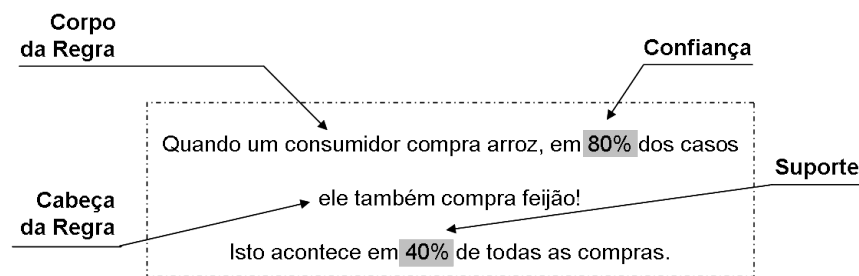 Corpo
da Regra
Confiança
Quando um consumidor compra arroz, em 80% dos casos
Suporte
ele também compra feijão!
Cabeça
da Regra
Isto acontece em 40% de todas as compras.